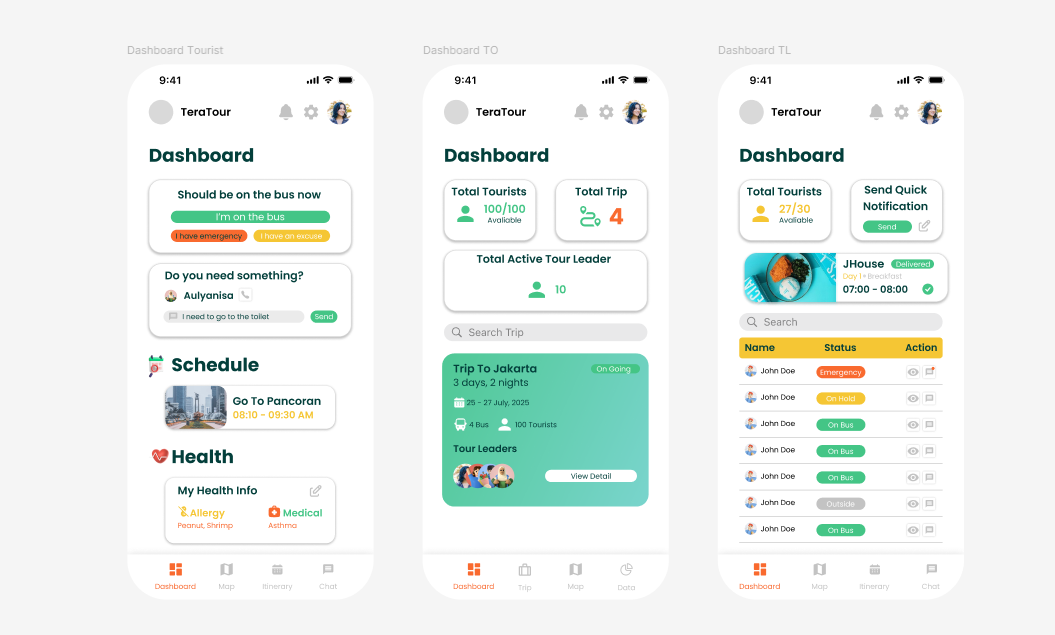 Dashboard Tourist
9:41
TeraTour
Dashboard
Should be on the bus now
I'm on the bus
I have emergency
I have an excuse
Do you need something?
Aulyanisa
I need to go to the toilet
Send
Schedule
Go To Pancoran
08:10 - 09:30 AM
Health
My Health Info
Allergy
Peanut, Shrimp
Medical
Asthma
Dashboard
Map
Itinerary
Chat
Dashboard TO
9:41
TeraTour
Dashboard
Total Tourists
100/100
Avaliable
Total Trip
4
Total Active Tour Leader
10
Search Trip
Trip To Jakarta
On Going
3 days, 2 nights
25 - 27 July, 2025
4 Bus
100 Tourists
Tour Leaders
View Detail
Dashboard
Trip
Map
Data
Dashboard TL
9:41
TeraTour
Dashboard
Total Tourists
27/30
Avaliable
Send Quick
Notification
Send
JHouse
Delivered
Day 1 • Breakfast
07:00 - 08:00
Search
Name Status Action
John Doe Emergency
John Doe On Hold
John Doe On Bus
John Doe On Bus
John Doe On Bus
John Doe Outside
John Doe On Bus
Dashboard
Map
Itinerary
Chat